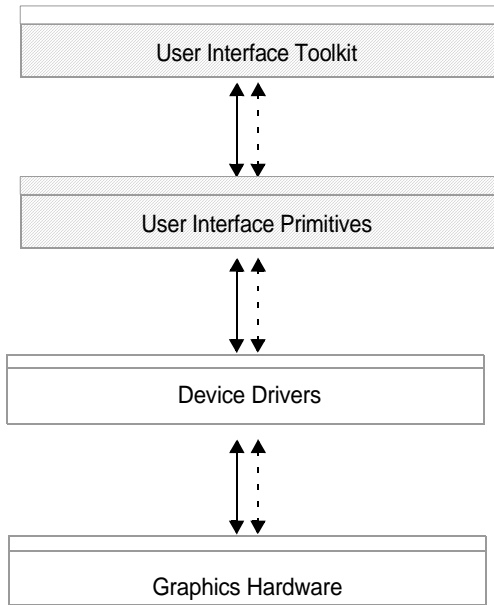 User Interface Toolkit
User Interface Primitives
Device Drivers
Graphics Hardware